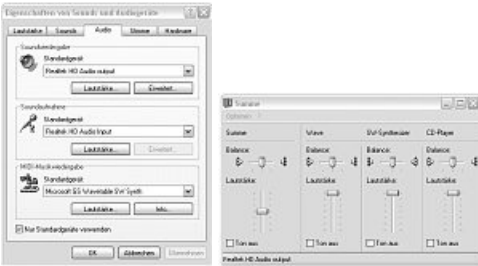 Eigenschaften von Sounds und Audiogeräte
Lautstärke Sounds Audio Stimme Hardware
Soundwiedergabe
Standardgerät:
Realtek HD Audio output
Lautstärke... Erweitert...
Soundaufnahme
Standardgerät:
Realtek HD Audio Input
Lautstärke... Erweitert...
MIDI-Musikwiedergabe
Standardgerät:
Microsoft GS Wavetable SW Synth
Lautstärke... Info...
Nur Standardgeräte verwenden
OK Abbrechen Übernehmen
Summe
Optionen ?
Summe Wave SW-Synthesizer CD-Player
Balance: Balance: Balance: Balance:
Lautstärke: Lautstärke: Lautstärke: Lautstärke:
Ton aus Ton aus Ton aus Ton aus
Realtek HD Audio output